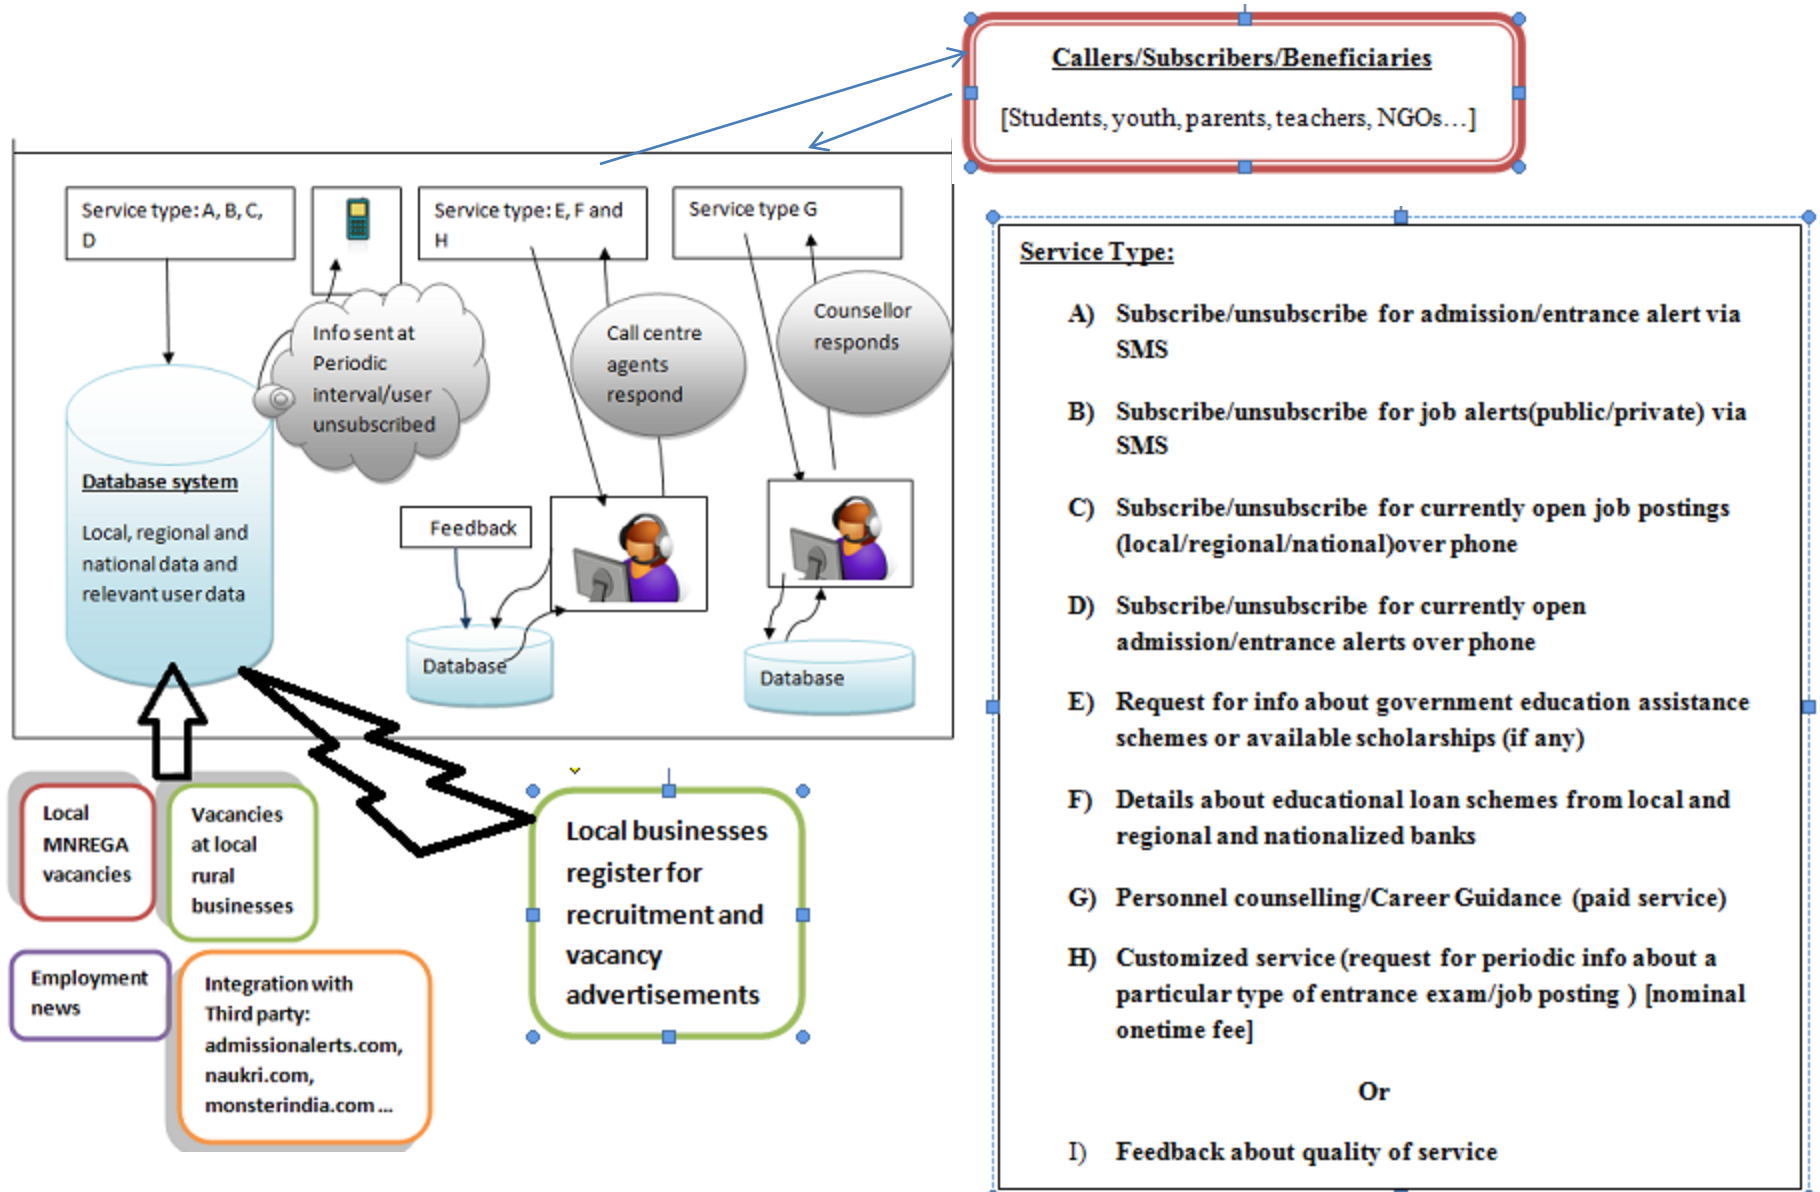 Callers/Subscribers/Beneficiaries
[Students, youth, parents, teachers, NGOs...]
Service type: A, B, C,
D
Service type: E, F and
H
Service type G
Info sent at
Periodic
interval/user
unsubscribed
Call centre
agents
respond
Counsellor
responds
Database system
Local, regional and
national data and
relevant user data
Feedback
Database
Database
Local
MNREGA
vacancies
Vacancies
at local
rural
businesses
Employment
news
Integration with
Third party:
admissionalerts.com,
naukri.com,
monsterindia.com ...
Local businesses
register for
recruitment and
vacancy
advertisements
Service Type:
A) Subscribe/unsubscribe for admission/entrance alert via
SMS
B) Subscribe/unsubscribe for job alerts(public/private) via
SMS
C) Subscribe/unsubscribe for currently open job postings
(local/regional/national)over phone
D) Subscribe/unsubscribe for currently open
admission/entrance alerts over phone
E) Request for info about government education assistance
schemes or available scholarships (if any)
F) Details about educational loan schemes from local and
regional and nationalized banks
G) Personnel counselling/Career Guidance (paid service)
H) Customized service (request for periodic info about a
particular type of entrance exam/job posting ) [nominal
onetime fee]
Or
I) Feedback about quality of service